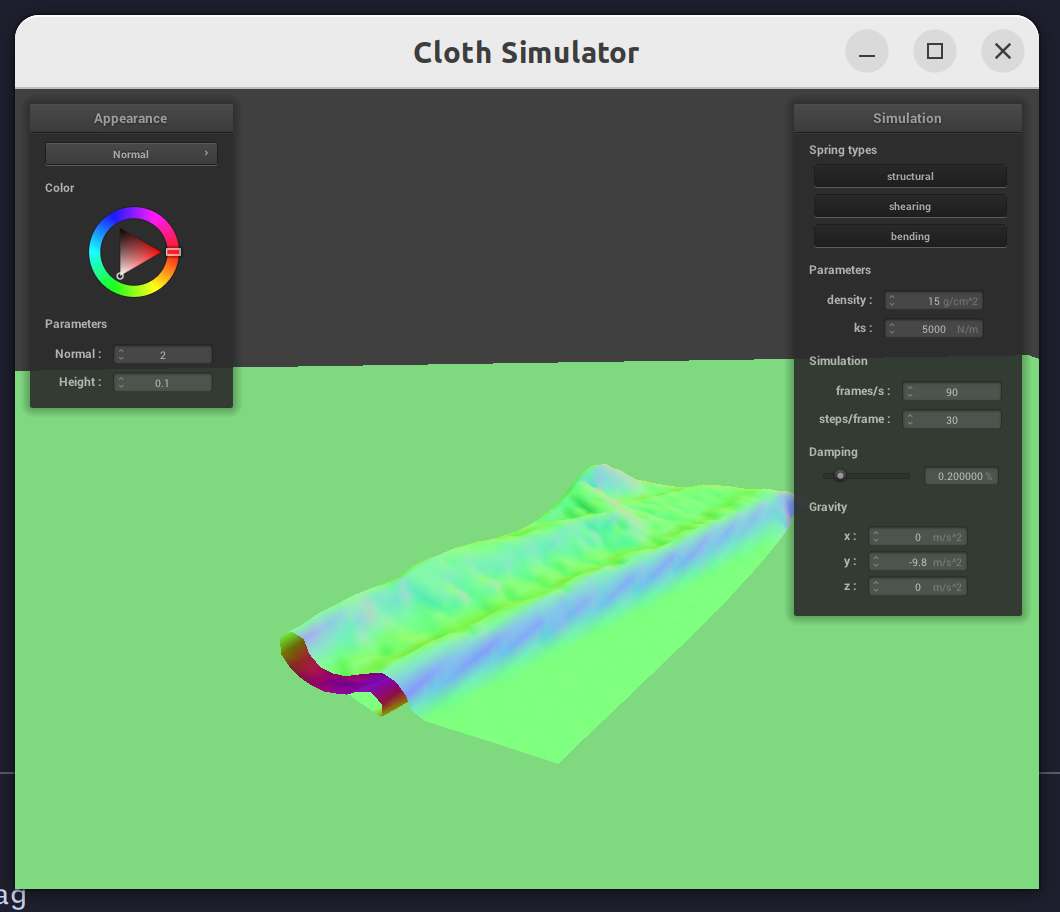 Cloth Simulator
Appearance
Normal
Color
Parameters
Normal : 2
Height : 0.1
Simulation
Spring types
structural
shearing
bending
Parameters
density : 15 g/cm^2
ks : 5000 N/m
Simulation
frames/s : 90
steps/frame : 30
Damping
0.200000 %
Gravity
x : 0 m/s^2
y : -9.8 m/s^2
z : 0 m/s^2
ag